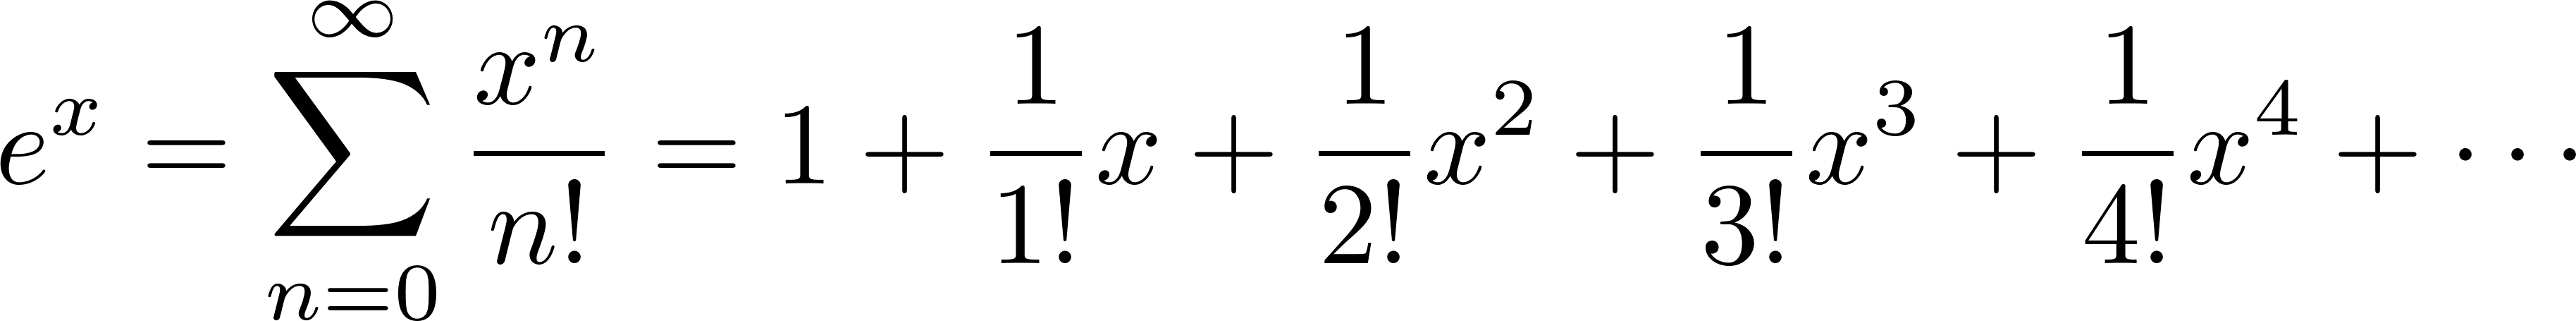 e^x = \sum_{n=0}^{\infty} \frac{x^n}{n!} = 1 + \frac{1}{1!}x + \frac{1}{2!}x^2 + \frac{1}{3!}x^3 + \frac{1}{4!}x^4 + \cdots